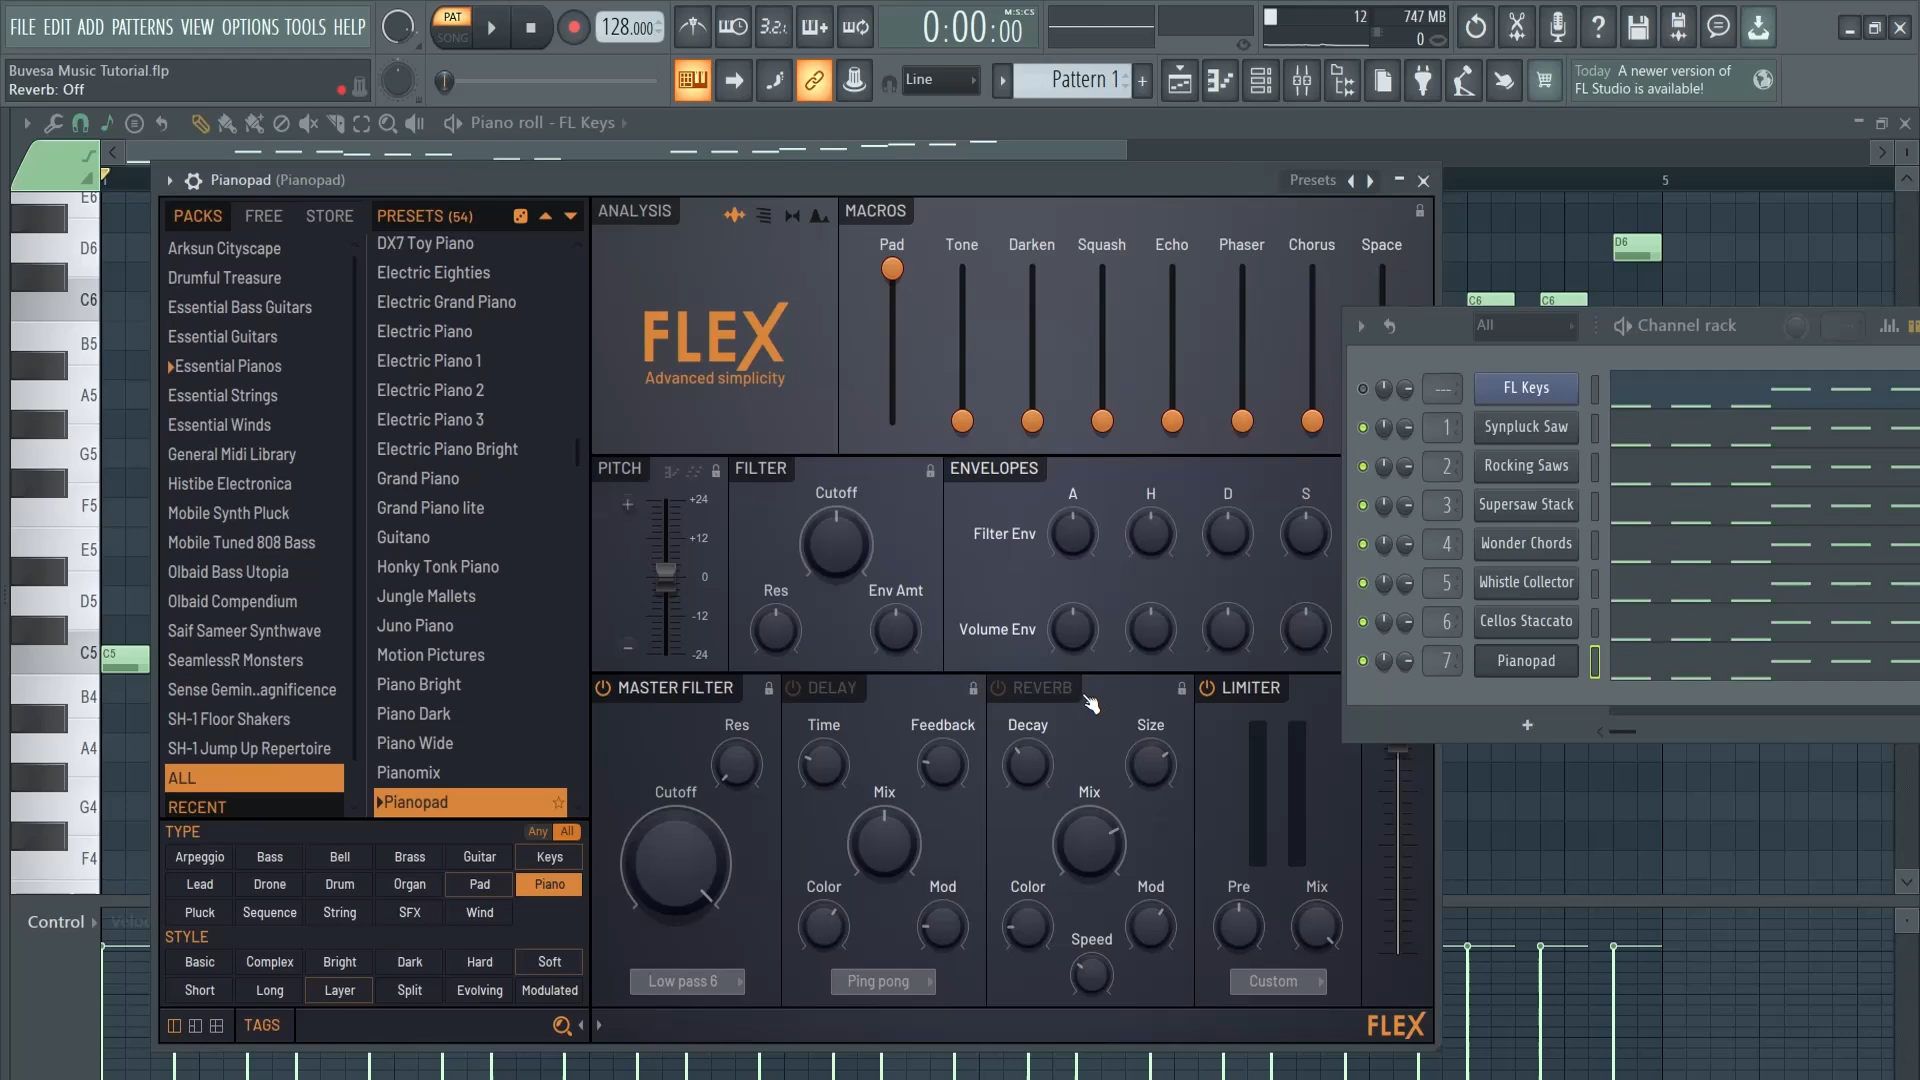 FILE EDIT ADD PATTERNS VIEW OPTIONS TOOLS HELP
PAT
SONG
128.000
3.2.
0:00:00
M:S:CS
12
747 MB
0
Buvesa Music Tutorial.flp
Reverb: Off
Line
Pattern 1
+
Today A newer version of
FL Studio is available!
Piano roll - FL Keys
Pianopad (Pianopad)
Presets
5
PACKS FREE STORE
PRESETS (54)
Arksun Cityscape
Drumful Treasure
Essential Bass Guitars
Essential Guitars
Essential Pianos
Essential Strings
Essential Winds
General Midi Library
Histibe Electronica
Mobile Synth Pluck
Mobile Tuned 808 Bass
Olbaid Bass Utopia
Olbaid Compendium
Saif Sameer Synthwave
SeamlessR Monsters
Sense Gemin..agnificence
SH-1 Floor Shakers
SH-1 Jump Up Repertoire
ALL
RECENT
DX7 Toy Piano
Electric Eighties
Electric Grand Piano
Electric Piano
Electric Piano 1
Electric Piano 2
Electric Piano 3
Electric Piano Bright
Grand Piano
Grand Piano lite
Guitano
Honky Tonk Piano
Jungle Mallets
Juno Piano
Motion Pictures
Piano Bright
Piano Dark
Piano Wide
Pianomix
Pianopad
TYPE
Any All
Arpeggio Bass Bell Brass Guitar Keys
Lead Drone Drum Organ Pad Piano
Pluck Sequence String SFX Wind
STYLE
Basic Complex Bright Dark Hard Soft
Short Long Layer Split Evolving Modulated
TAGS
ANALYSIS
FLEX
Advanced simplicity
MACROS
Pad Tone Darken Squash Echo Phaser Chorus Space
PITCH
+24
+12
0
-12
-24
FILTER
Cutoff
Res
Env Amt
ENVELOPES
A H D S
Filter Env
Volume Env
MASTER FILTER
Res
Cutoff
Low pass 6
DELAY
Time
Feedback
Mix
Color
Mod
Ping pong
REVERB
Decay
Size
Mix
Color
Mod
Speed
LIMITER
Pre
Mix
Custom
FLEX
All
Channel rack
--- FL Keys
1 Synpluck Saw
2 Rocking Saws
3 Supersaw Stack
4 Wonder Chords
5 Whistle Collector
6 Cellos Staccato
7 Pianopad
+
E6
D6
C6
B5
A5
G5
F5
E5
D5
C5
B4
A4
G4
F4
C5
D6
C6
C6
Control